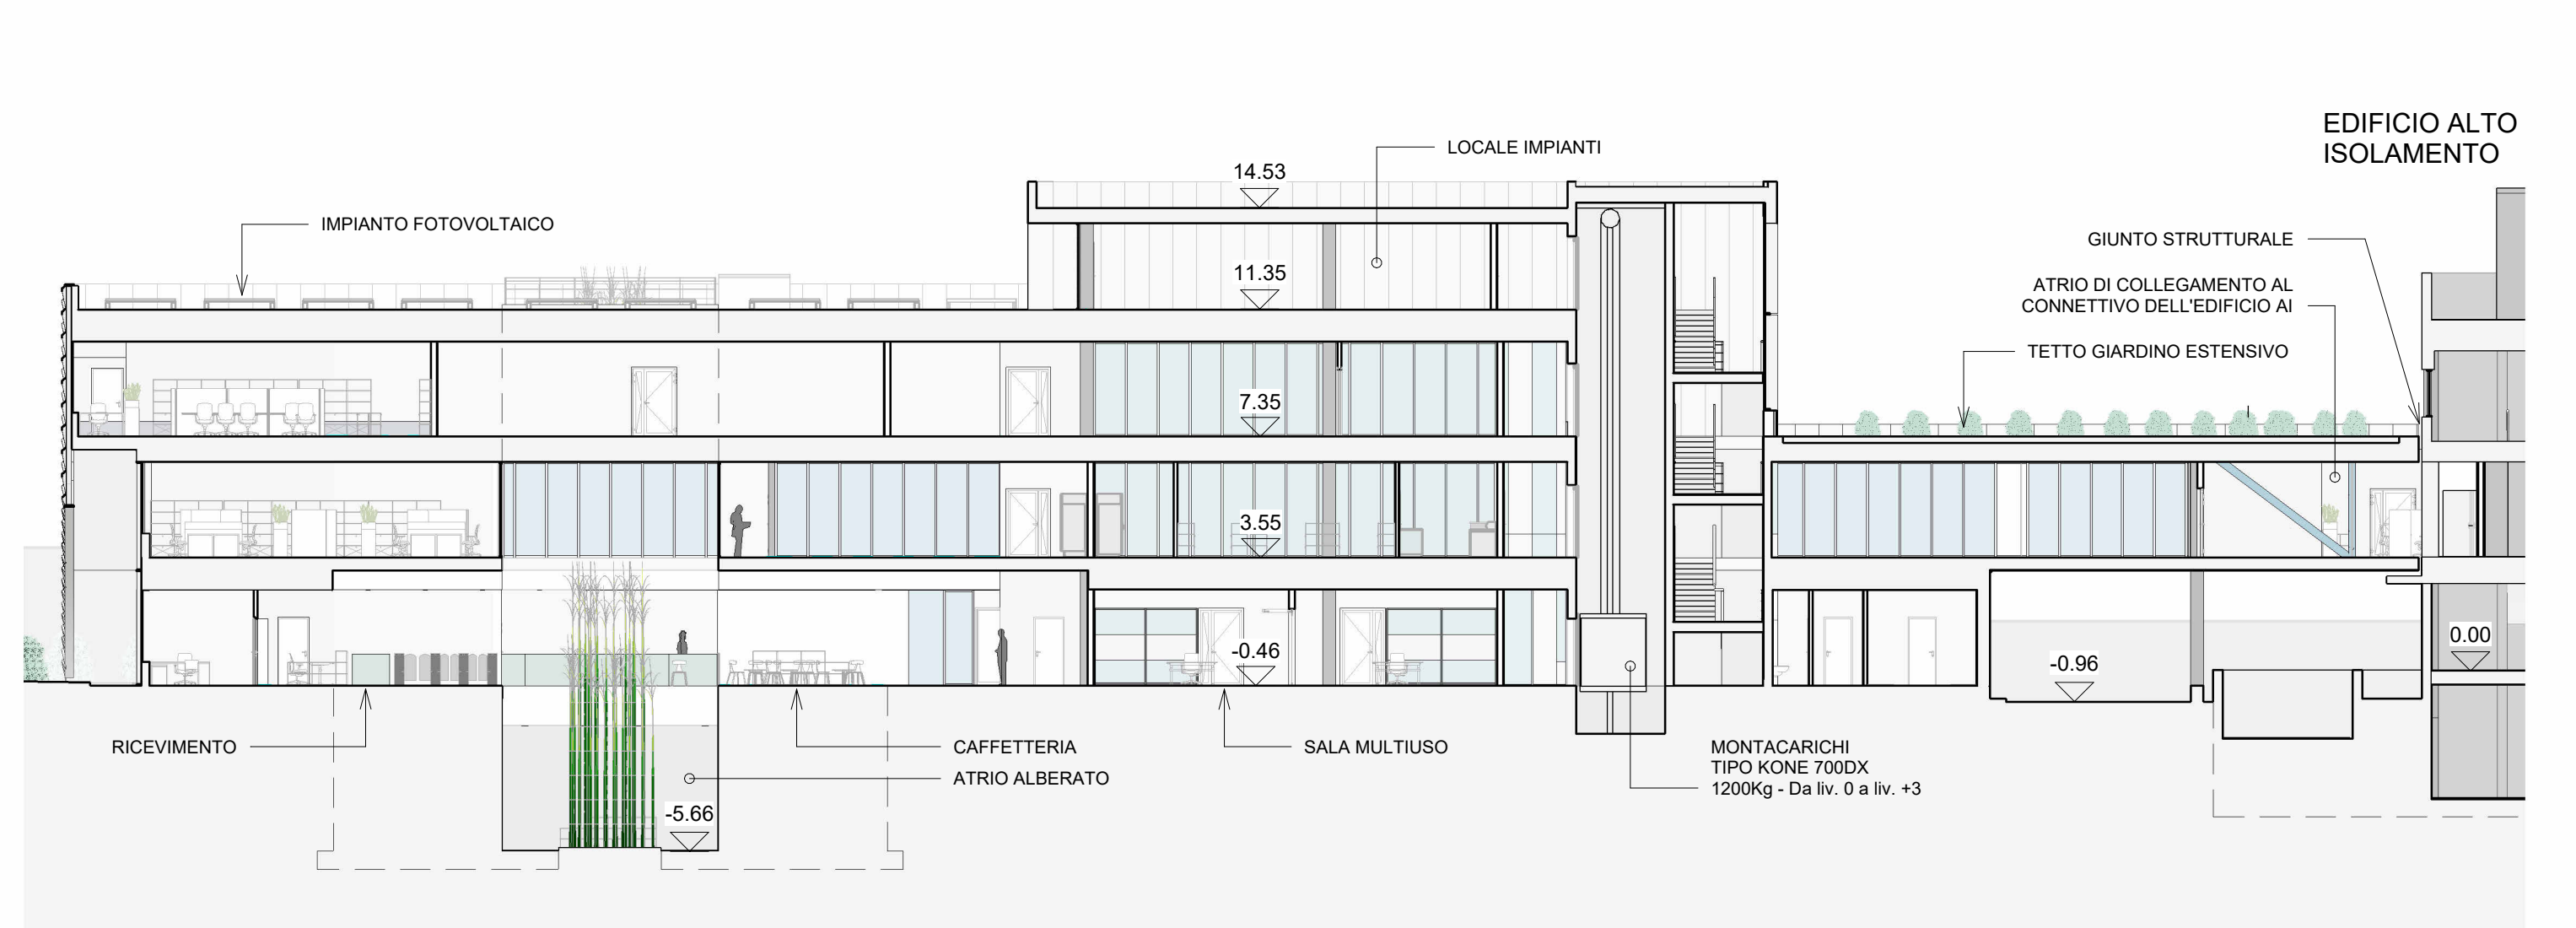 EDIFICIO ALTO
ISOLAMENTO
LOCALE IMPIANTI
14.53
IMPIANTO FOTOVOLTAICO
GIUNTO STRUTTURALE
11.35
ATRIO DI COLLEGAMENTO AL
CONNETTIVO DELL'EDIFICIO AI
TETTO GIARDINO ESTENSIVO
7.35
3.55
0.00
-0.46
-0.96
RICEVIMENTO
CAFFETTERIA
SALA MULTIUSO
MONTACARICHI
TIPO KONE 700DX
1200Kg - Da liv. 0 a liv. +3
ATRIO ALBERATO
-5.66